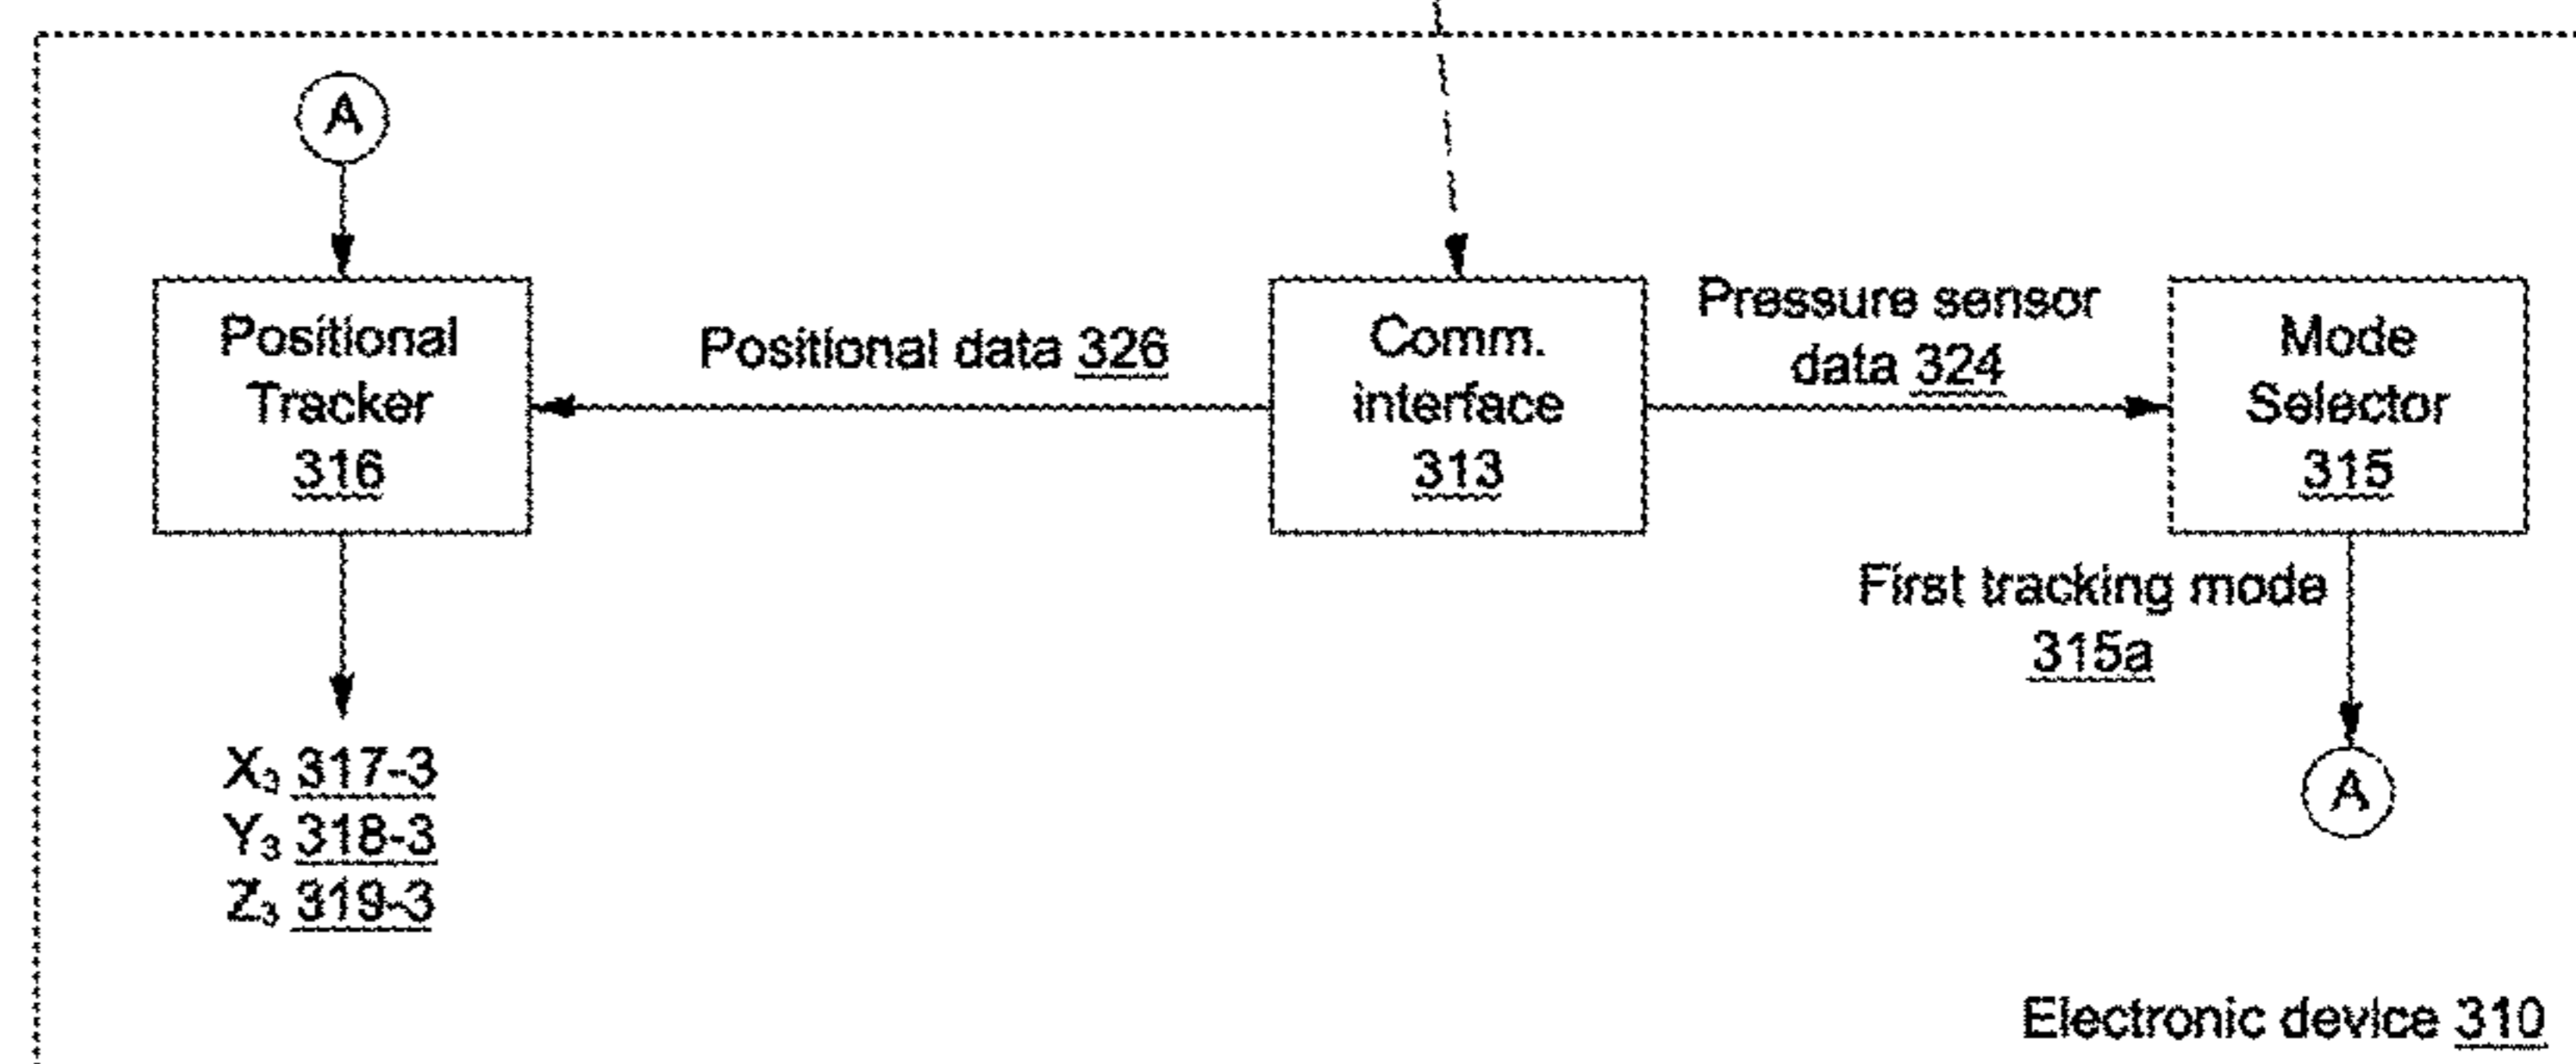 A
Positional
Tracker
316
Positional data 326
Comm.
interface
313
Pressure sensor
data 324
Mode
Selector
315
First tracking mode
315a
A
X₃ 317-3
Y₃ 318-3
Z₃ 319-3
Electronic device 310